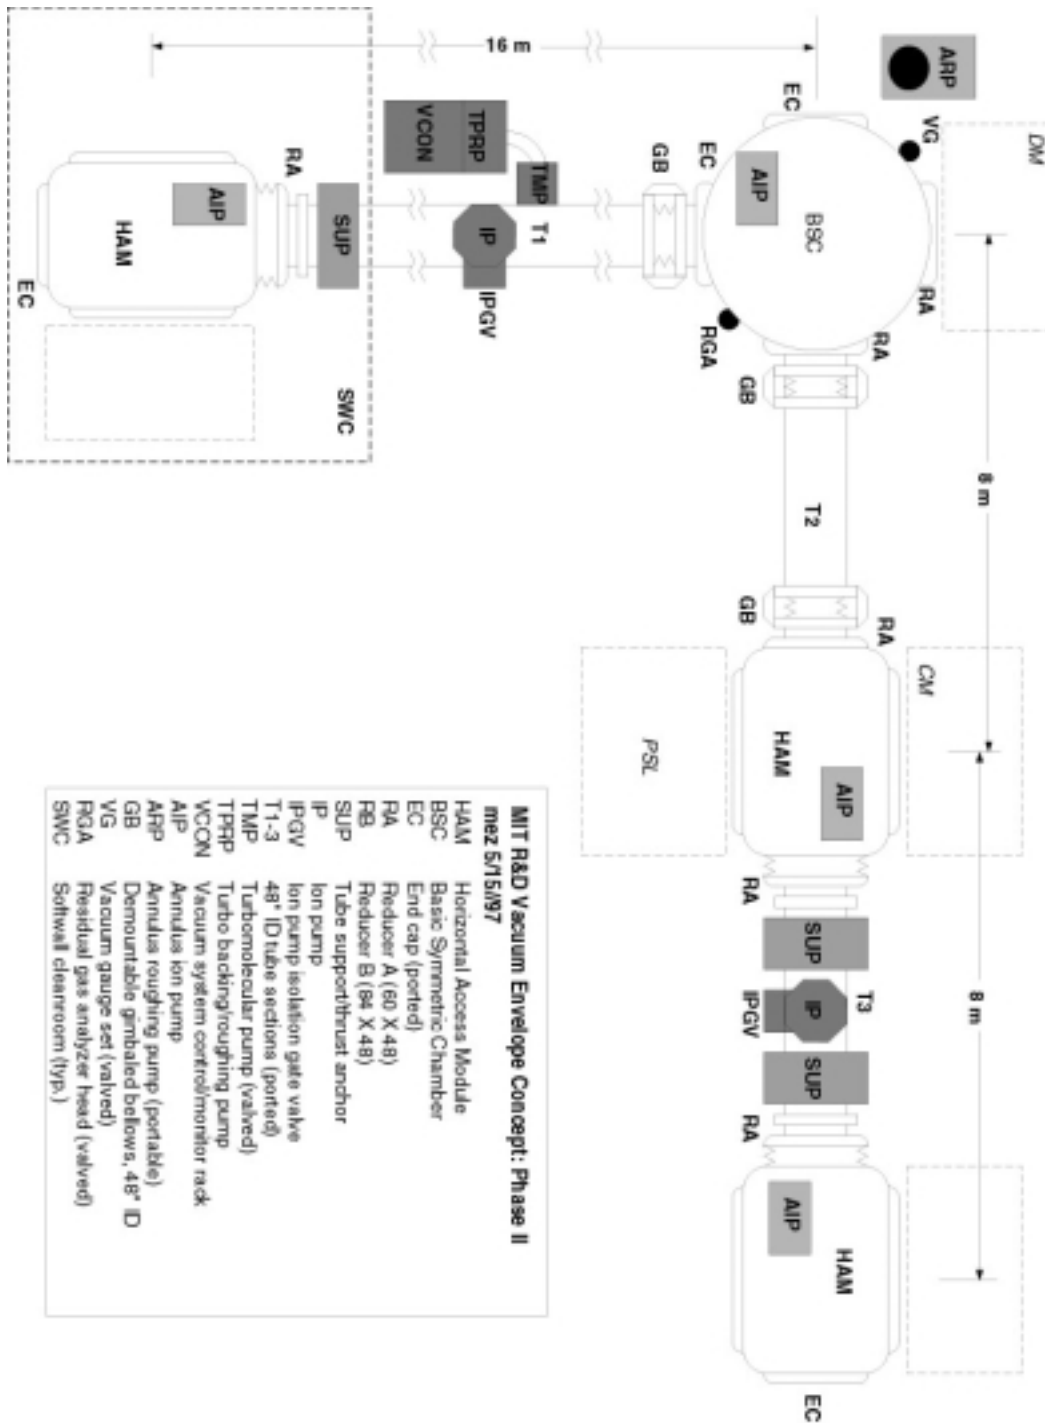 16 m
ARP
EC
VG
DM
VCON
TPRP
RA
GB
EC
AIP
TMP
AIP
BSC
HAM
SUP
IP
T1
EC
IPGV
RA
RGA
RA
SWC
GB
8 m
T2
GB
RA
CM
PSL
HAM
AIP
RA
SUP
8 m
T3
IP
IPGV
SUP
RA
AIP
HAM
EC
MIT R&D Vacuum Envelope Concept: Phase II
mez 5/15/97
HAM Horizontal Access Module
BSC Basic Symmetric Chamber
EC End cap (ported)
RA Reducer A (60 X 48)
RB Reducer B (84 X 48)
SUP Tube support/thrust anchor
IP Ion pump
IPGV Ion pump isolation gate valve
T1-3 48" ID tube sections (ported)
TMP Turbomolecular pump (valved)
TPRP Turbo backing/roughing pump
VCON Vacuum system control/monitor rack
AIP Annulus ion pump
ARP Annulus roughing pump (portable)
GB Demountable gimbaled bellows, 48" ID
VG Vacuum gauge set (valved)
RGA Residual gas analyzer head (valved)
SWC Softwall cleanroom (typ.)